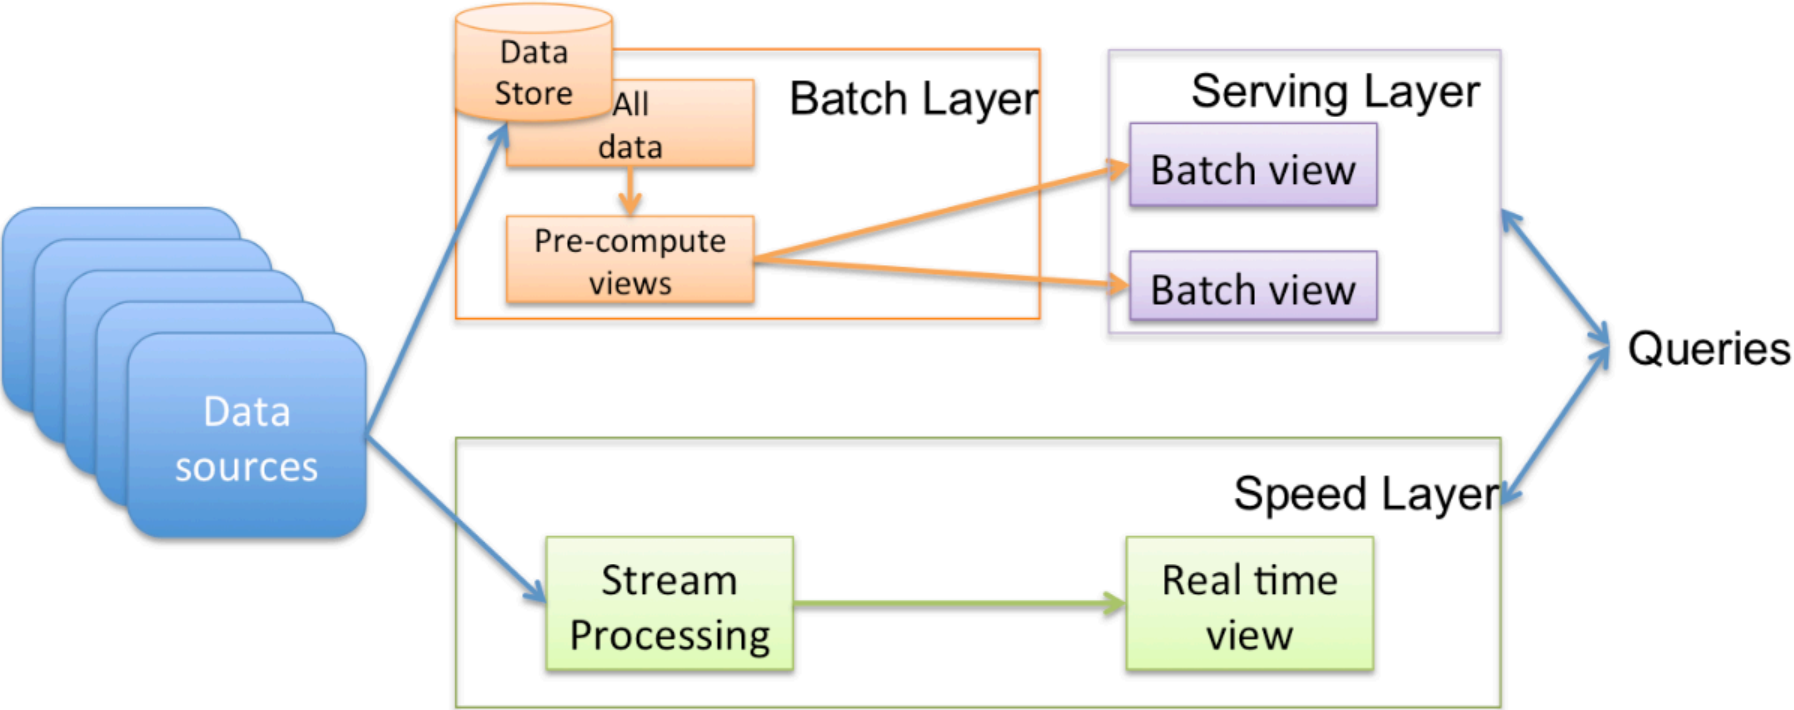 Data
Store
All
data
Batch Layer
Pre-compute
views
Serving Layer
Batch view
Batch view
Data
sources
Queries
Speed Layer
Stream
Processing
Real time
view